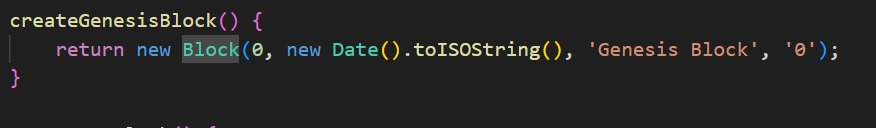 createGenesisBlock() {
    return new Block(0, new Date().toISOString(), 'Genesis Block', '0');
}